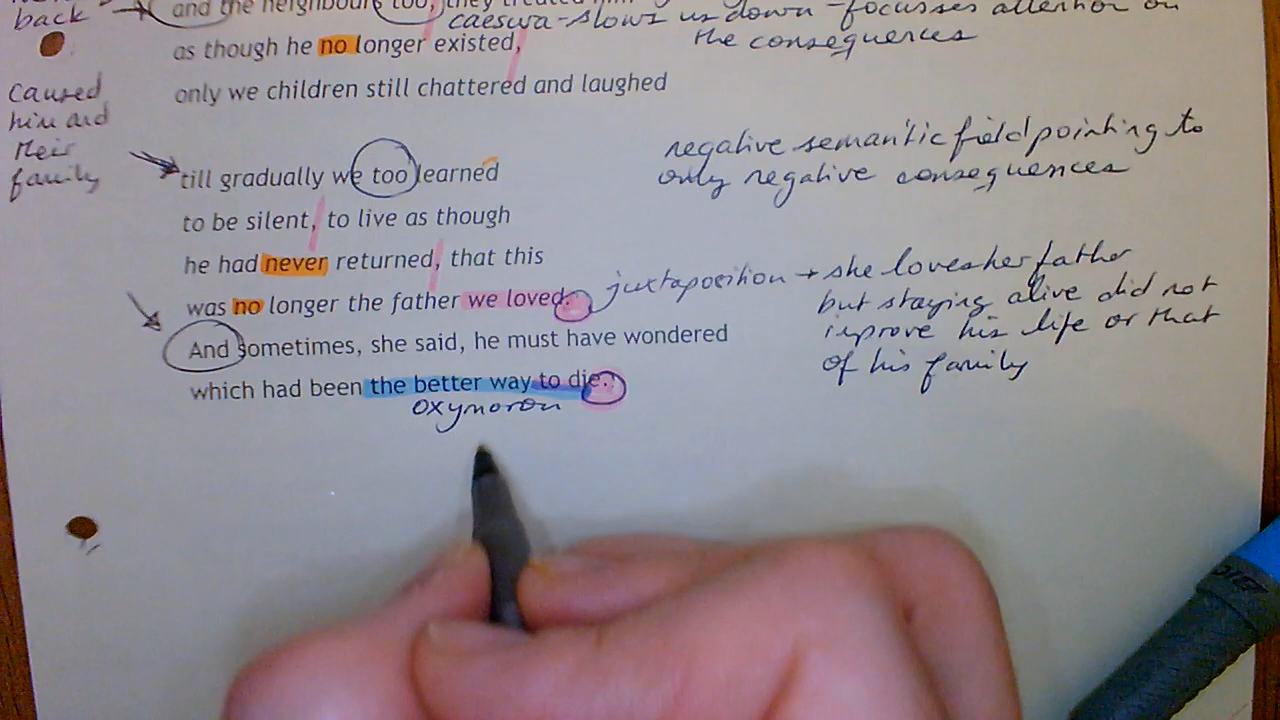 back
and the neighbours too, they treated him
caesura - slows us down - focusses attention on
the consequences
as though he no longer existed,
only we children still chattered and laughed
caused
him and
their
family
till gradually we too learned
to be silent, to live as though
he had never returned, that this
was no longer the father we loved.
And sometimes, she said, he must have wondered
which had been the better way to die.
oxymoron
negative semantic field pointing to
only negative consequences
juxtaposition → she loves her father
but staying alive did not
improve his life or that
of his family
BIC